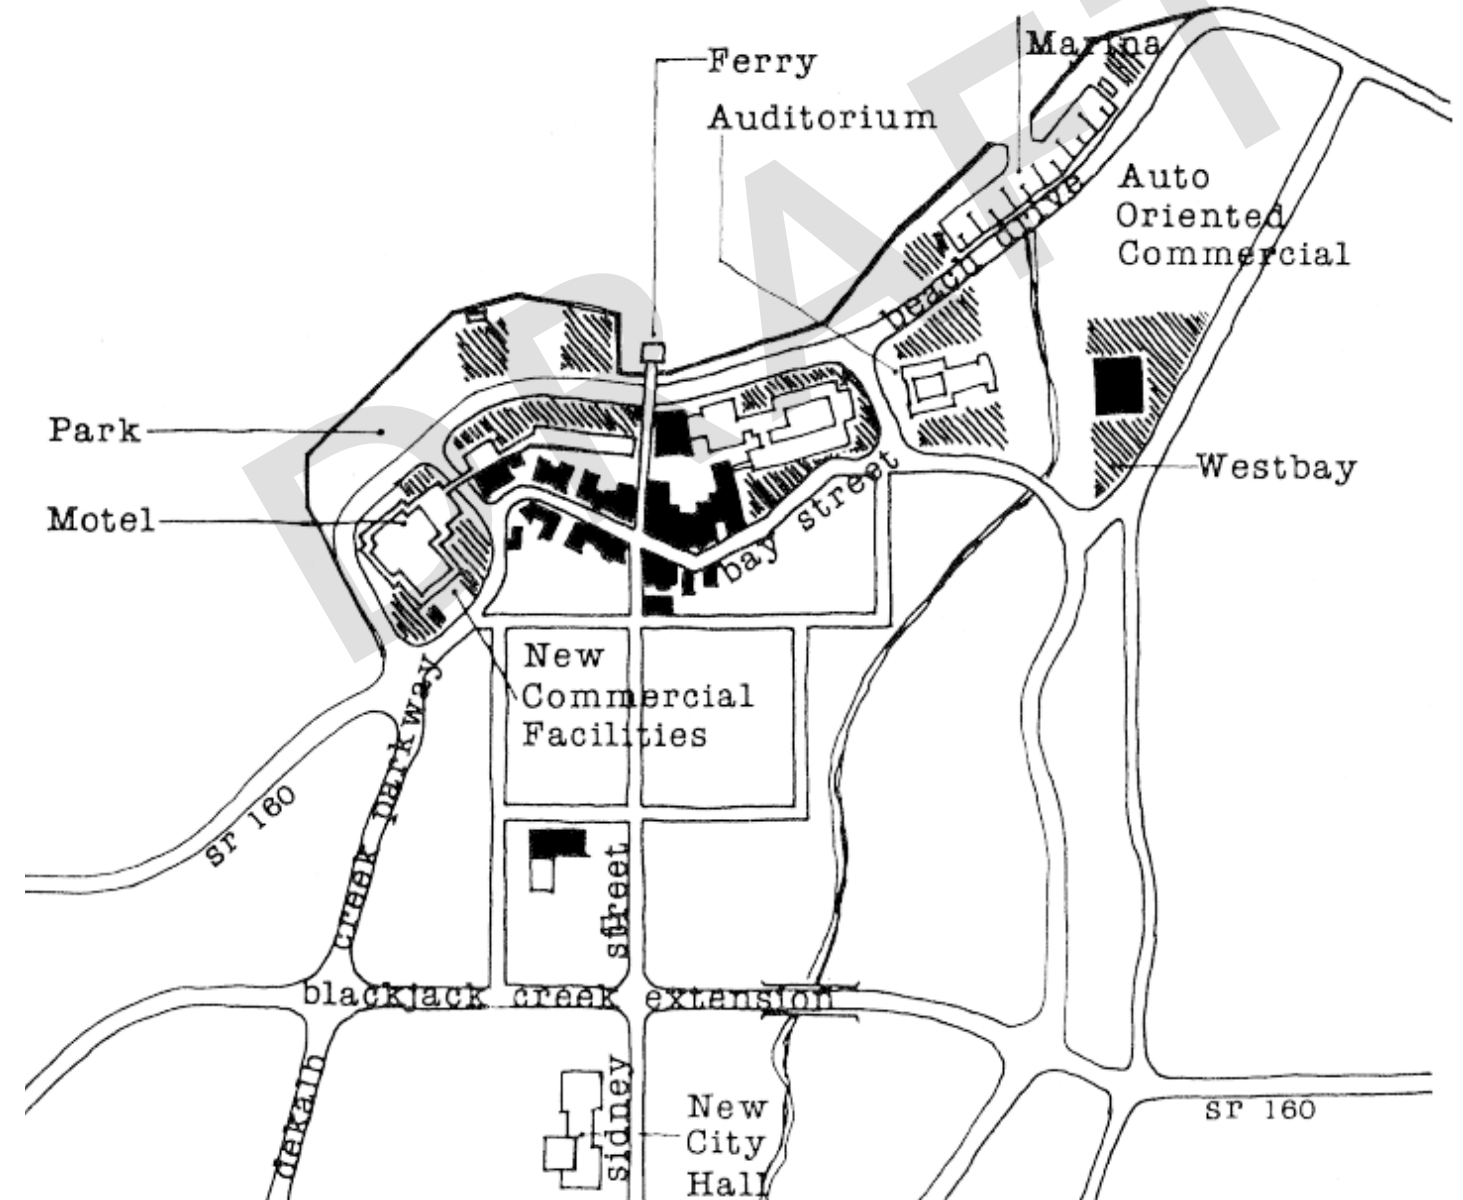 DRAFT
Marina
Ferry
Auditorium
Auto
Oriented
Commercial
beach drive
Park
Westbay
Motel
bay street
New
Commercial
Facilities
creek parkway
sr 160
sidney street
blackjack creek extension
dekalb
New
City
Hall
sr 160